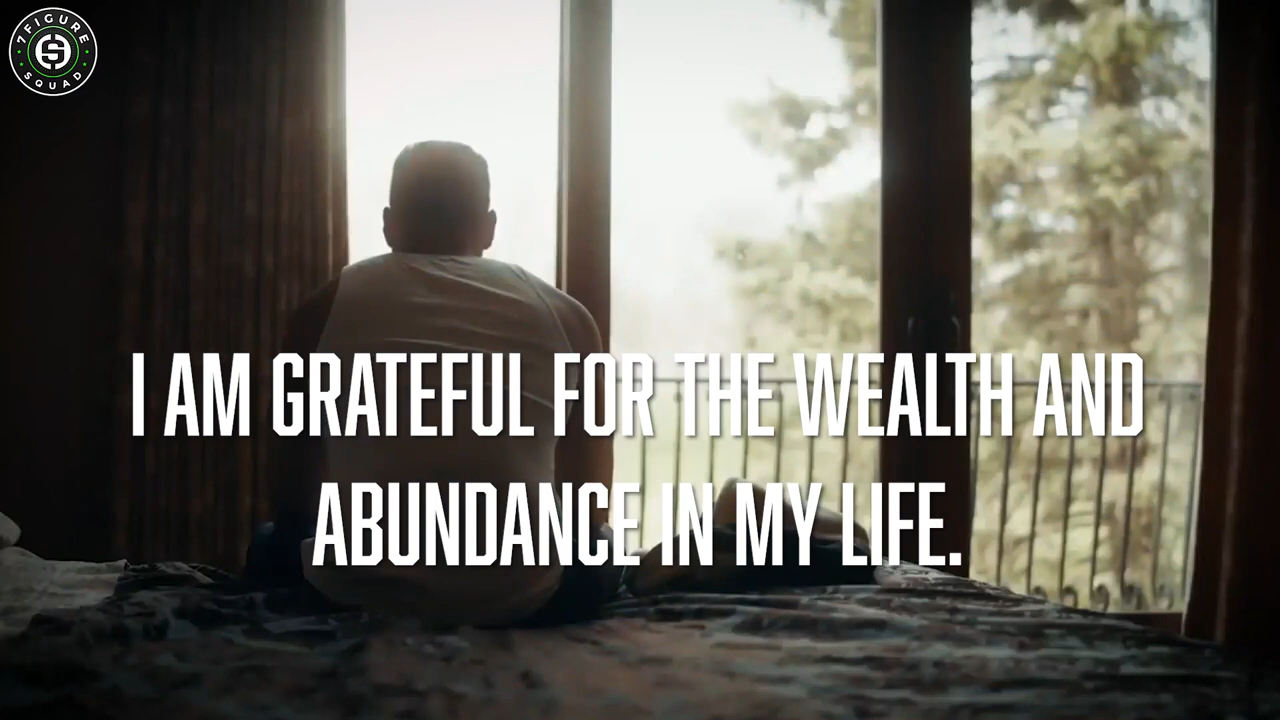 7FIGURE
SQUAD
I AM GRATEFUL FOR THE WEALTH AND
ABUNDANCE IN MY LIFE.